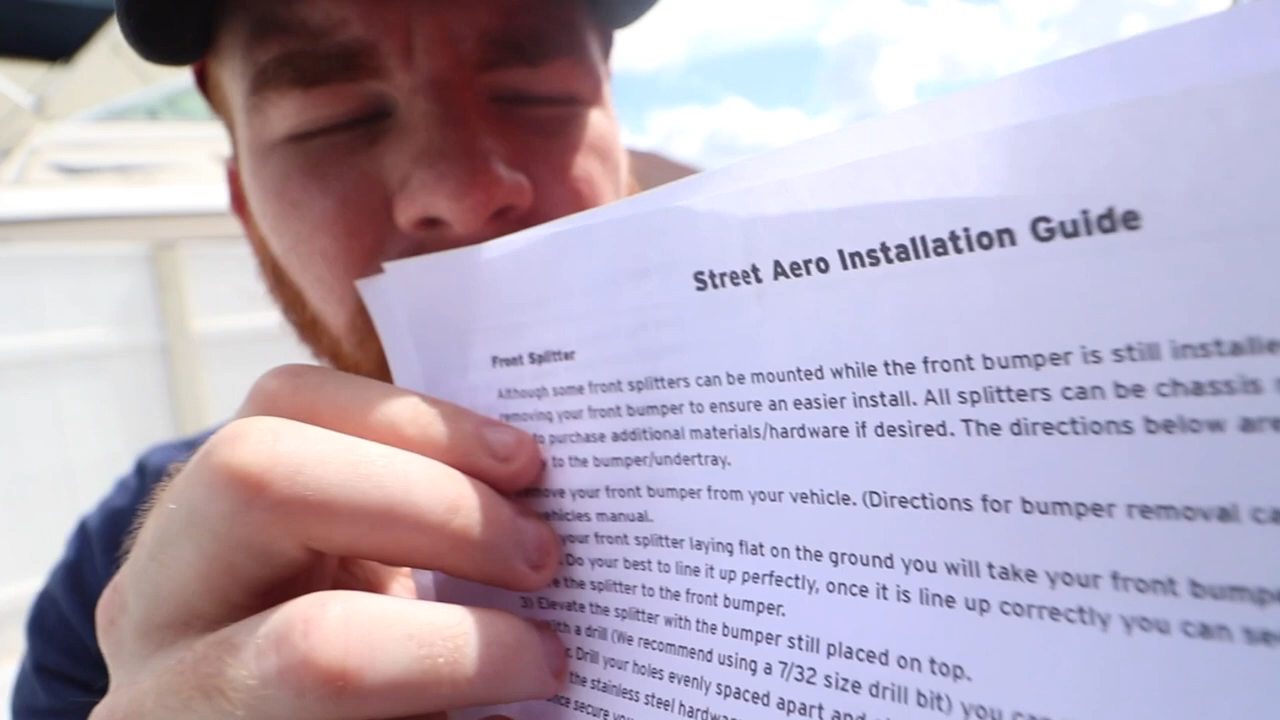 Street Aero Installation Guide
Front Splitter
Although some front splitters can be mounted while the front bumper is still
removing your front bumper to ensure an easier install. All splitters can be chassis
to purchase additional materials/hardware if desired. The directions below are
to the bumper/undertray.
your front bumper from your vehicle. (Directions for bumper removal
manual.
your front splitter laying flat on the ground you will take your front
Do your best to line it up perfectly, once it is line up correctly you can
the splitter to the front bumper.
3) Elevate the splitter with the bumper still placed on top.
a drill (We recommend using a 7/32 size drill bit) you
Drill your holes evenly spaced apart and
the stainless steel
secure